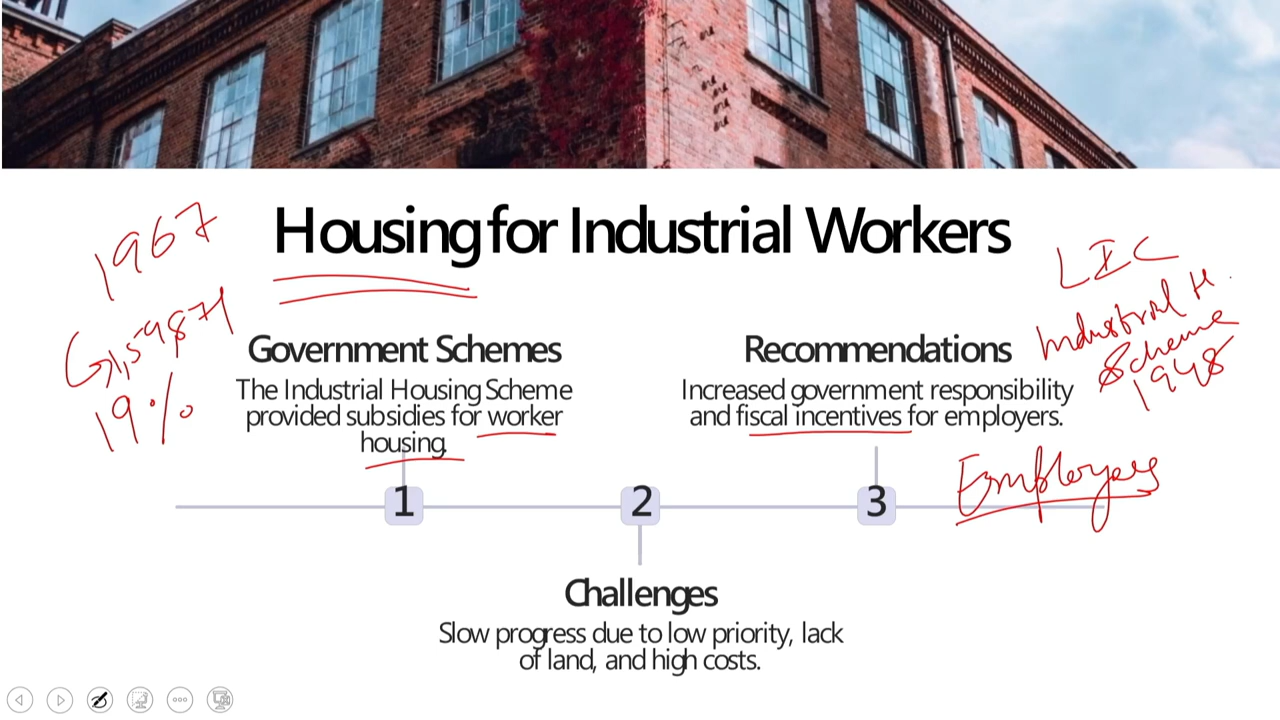 Housing for Industrial Workers
1967
19%
LIC
Industrial H.
Scheme
1948
Government Schemes
The Industrial Housing Scheme
provided subsidies for worker
housing.
Recommendations
Increased government responsibility
and fiscal incentives for employers.
Employers
1
2
3
Challenges
Slow progress due to low priority, lack
of land, and high costs.